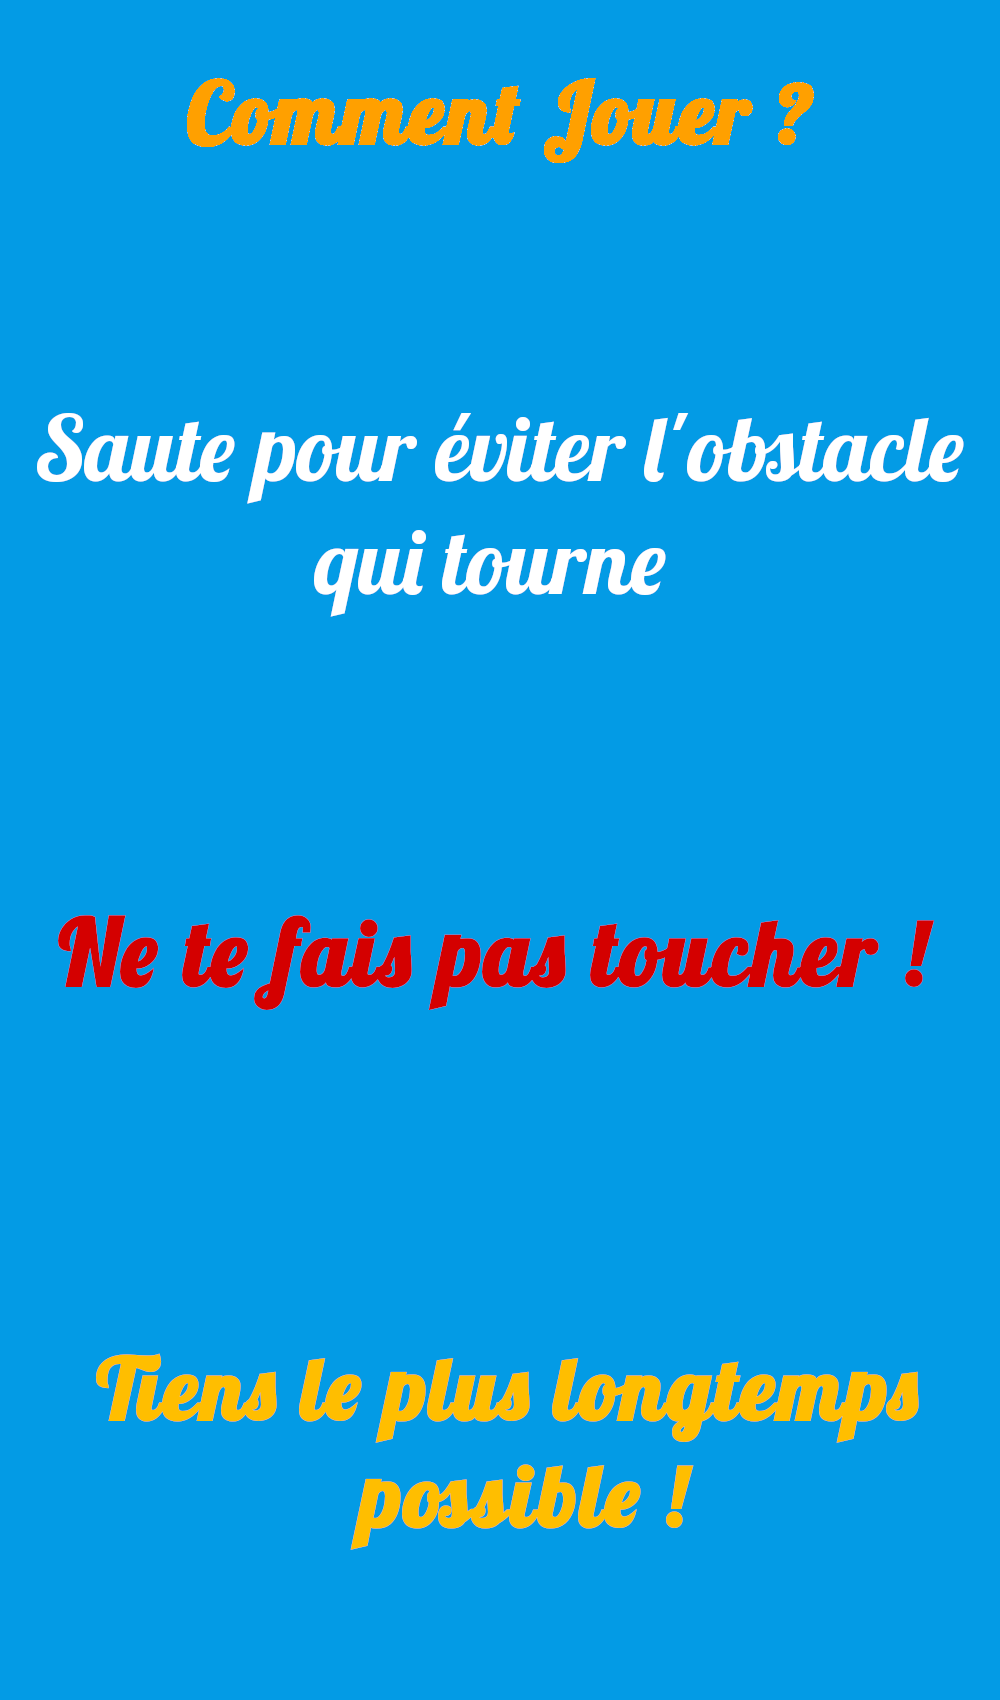 Comment Jouer ?
Saute pour éviter l'obstacle
qui tourne
Ne te fais pas toucher !
Tiens le plus longtemps
possible !